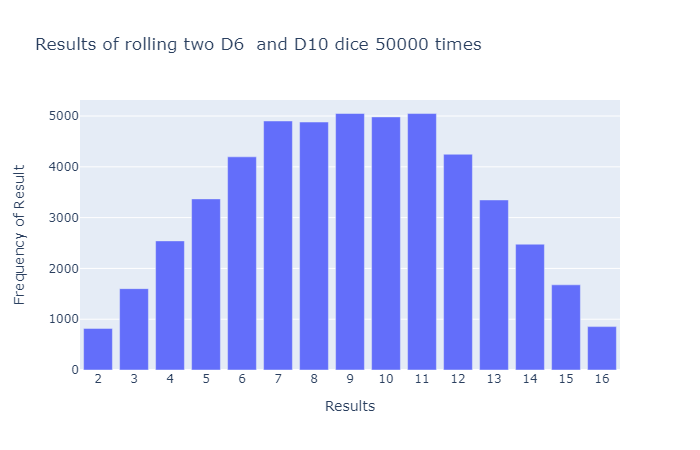 Results of rolling two D6  and D10 dice 50000 times
Frequency of Result
5000
4000
3000
2000
1000
0
2 3 4 5 6 7 8 9 10 11 12 13 14 15 16
Results